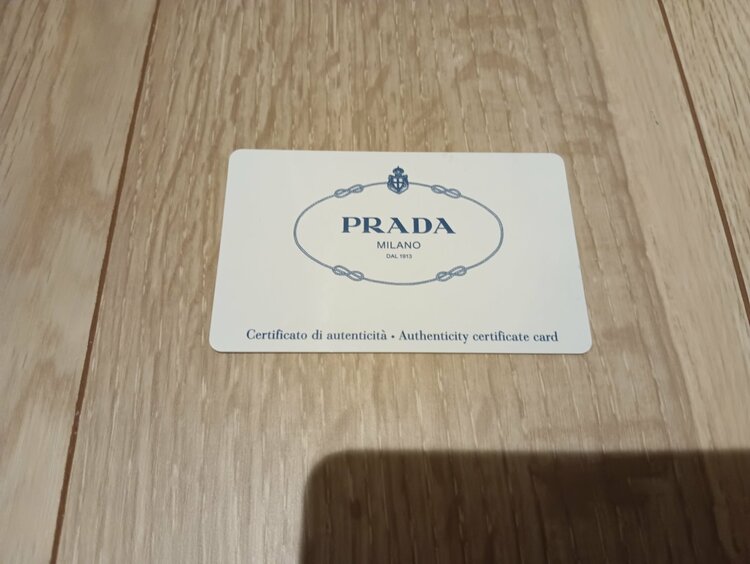 PRADA
MILANO
DAL 1913
Certificato di autenticità • Authenticity certificate card